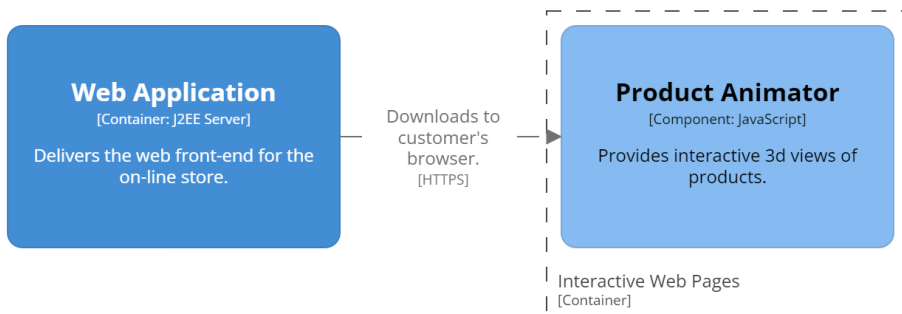 Web Application
[Container: J2EE Server]
Delivers the web front-end for the
on-line store.
Downloads to
customer's
browser.
[HTTPS]
Product Animator
[Component: JavaScript]
Provides interactive 3d views of
products.
Interactive Web Pages
[Container]